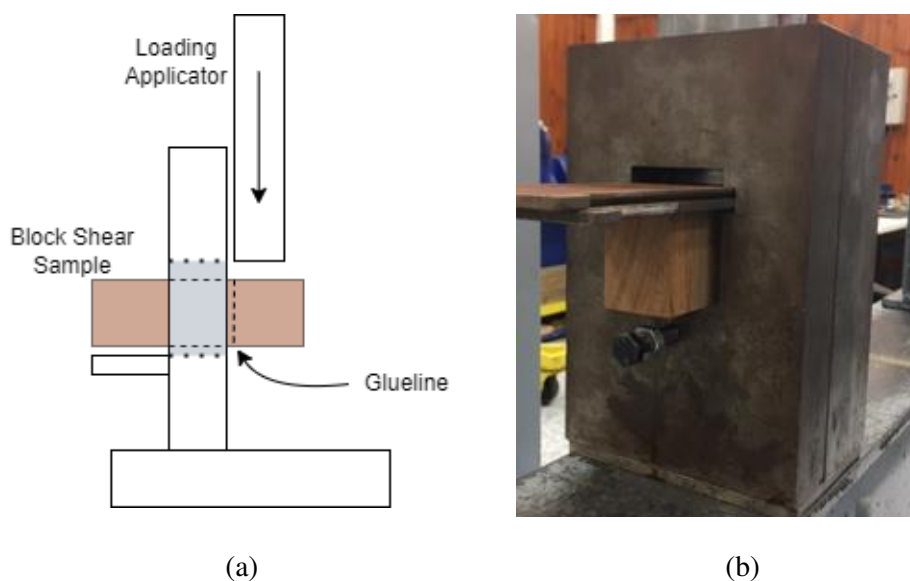 Loading
Applicator
Block Shear
Sample
Glueline
(a)
(b)